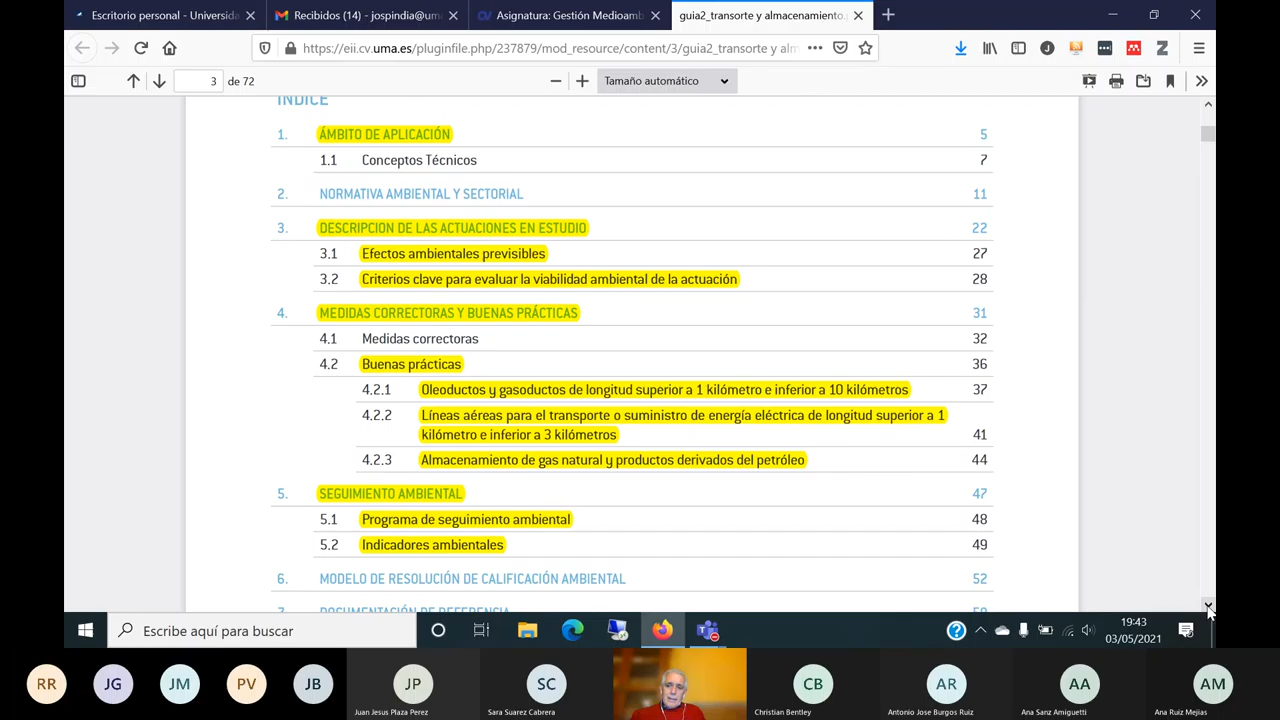 Escritorio personal - Universida
Recibidos (14) - jospindia@um
Asignatura: Gestión Medioamb
guia2_transorte y almacenamiento.
https://eii.cv.uma.es/pluginfile.php/237879/mod_resource/content/3/guia2_transorte y alm
3 de 72
Tamaño automático
ÍNDICE
1. ÁMBITO DE APLICACIÓN 5
1.1 Conceptos Técnicos 7
2. NORMATIVA AMBIENTAL Y SECTORIAL 11
3. DESCRIPCION DE LAS ACTUACIONES EN ESTUDIO 22
3.1 Efectos ambientales previsibles 27
3.2 Criterios clave para evaluar la viabilidad ambiental de la actuación 28
4. MEDIDAS CORRECTORAS Y BUENAS PRÁCTICAS 31
4.1 Medidas correctoras 32
4.2 Buenas prácticas 36
4.2.1 Oleoductos y gasoductos de longitud superior a 1 kilómetro e inferior a 10 kilómetros 37
4.2.2 Líneas aéreas para el transporte o suministro de energía eléctrica de longitud superior a 1
kilómetro e inferior a 3 kilómetros 41
4.2.3 Almacenamiento de gas natural y productos derivados del petróleo 44
5. SEGUIMIENTO AMBIENTAL 47
5.1 Programa de seguimiento ambiental 48
5.2 Indicadores ambientales 49
6. MODELO DE RESOLUCIÓN DE CALIFICACIÓN AMBIENTAL 52
7. DOCUMENTACIÓN DE REFERENCIA 59
Escribe aquí para buscar
19:43
03/05/2021
RR
JG
JM
PV
JB
JP
SC
CB
AR
AA
AM
Juan Jesus Plaza Perez
Sara Suarez Cabrera
Christian Bentley
Antonio Jose Burgos Ruiz
Ana Sanz Amiguetti
Ana Ruiz Mejias